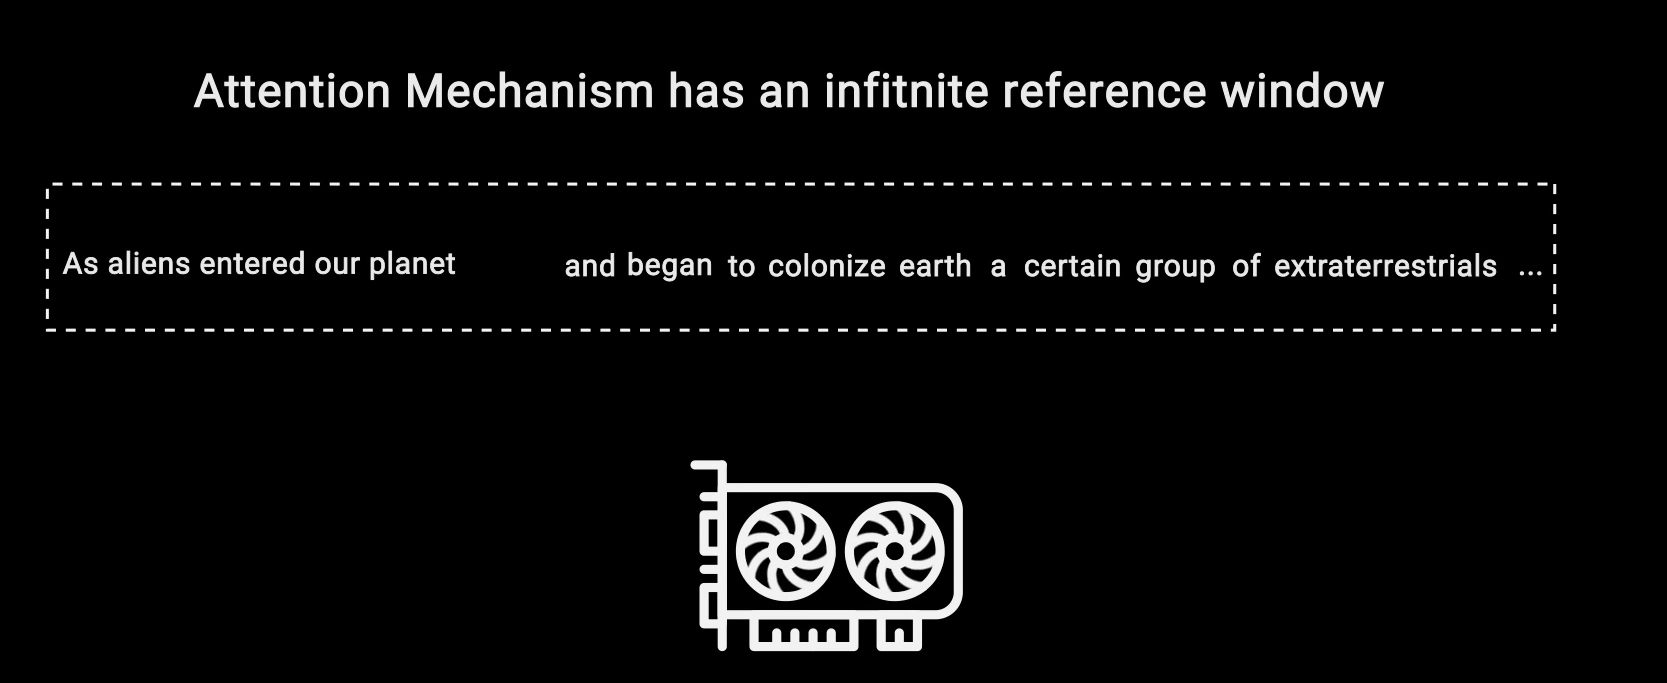 Attention Mechanism has an infitnite reference window
As aliens entered our planet and began to colonize earth a certain group of extraterrestrials ...